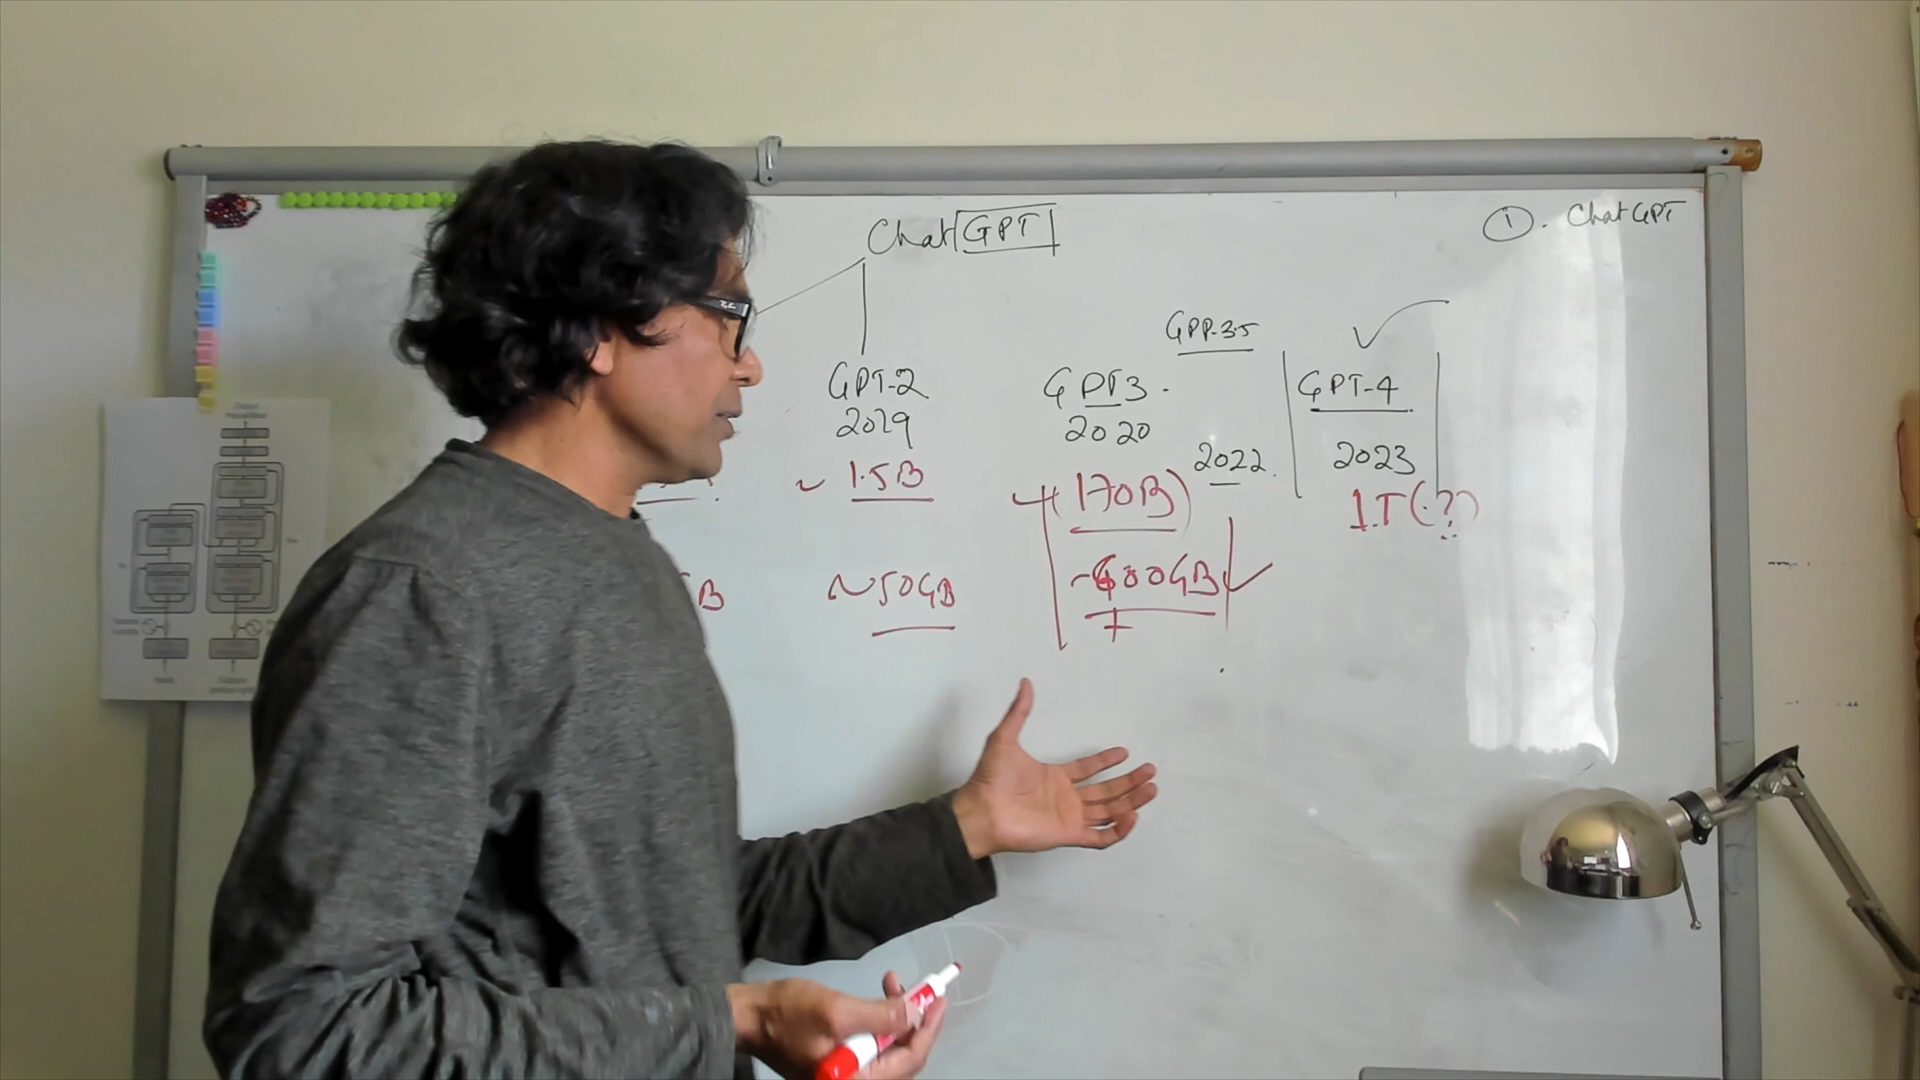 Chat GPT
1. Chat GPT
GPP-3.5
GPT-2
GPT3
GPT-4
2019
2020
2022
2023
~ 1.5B
170B
1.T(??)
B
~50GB
~600GB
+